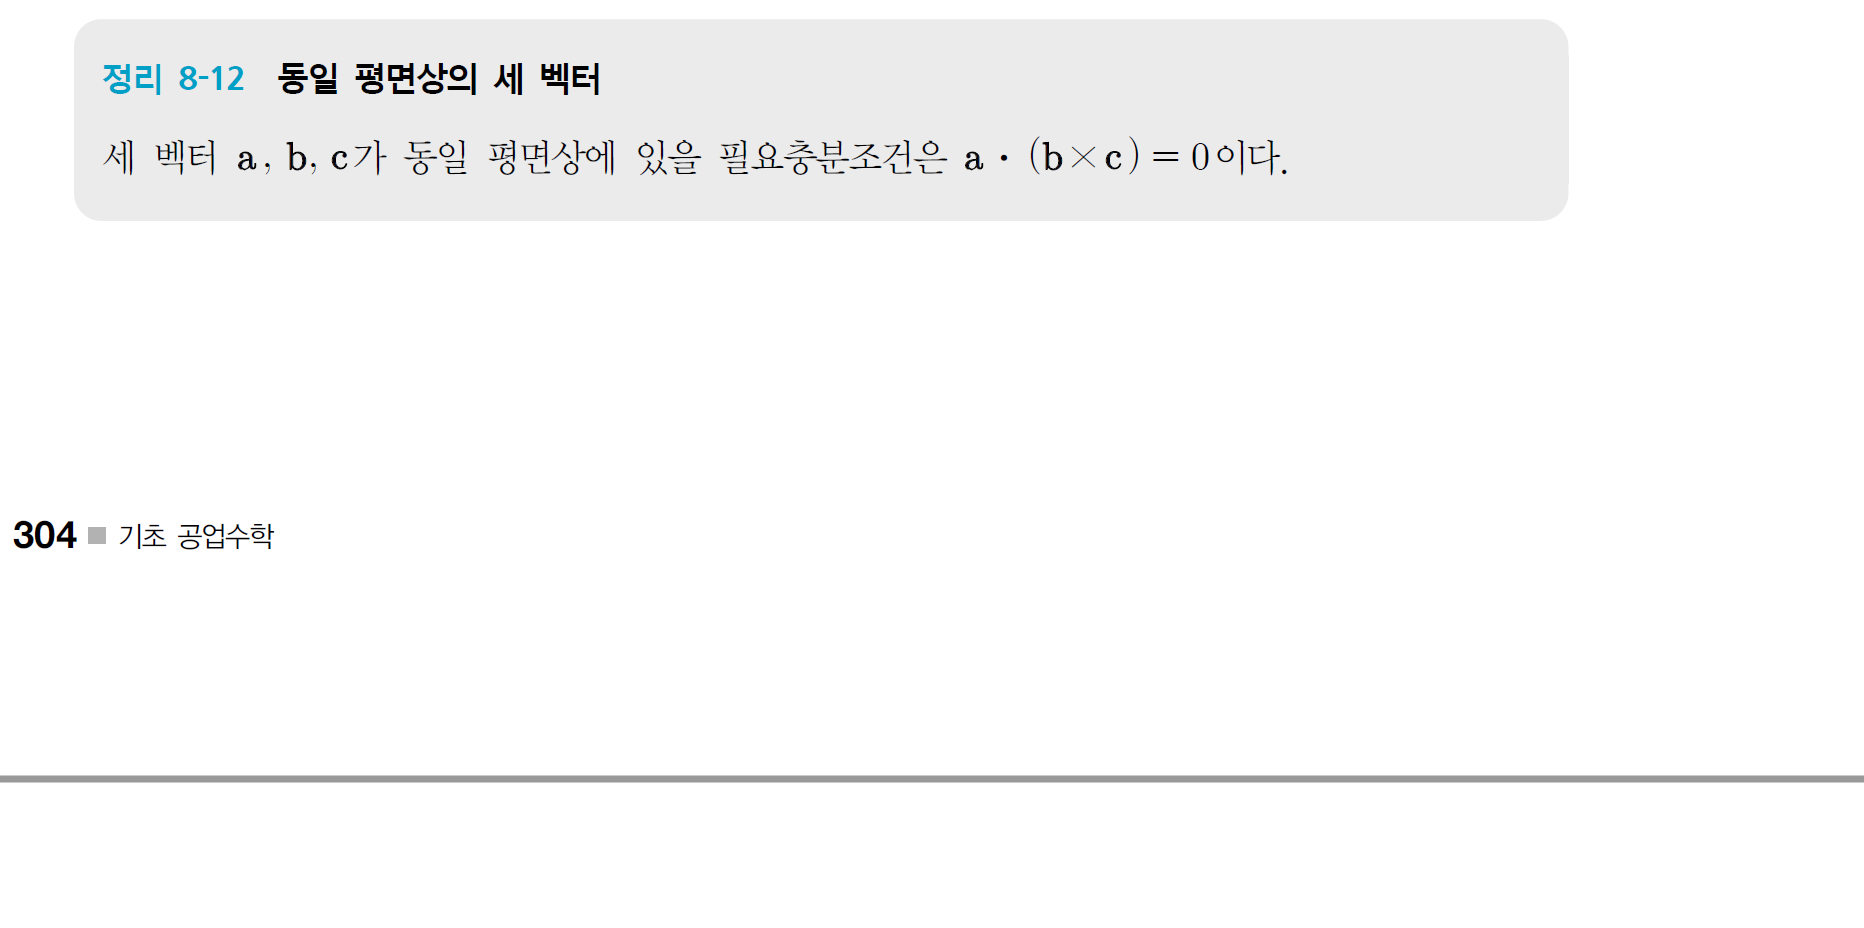 정리 8-12 동일 평면상의 세 벡터
세 벡터 a, b, c가 동일 평면상에 있을 필요충분조건은 a · (b×c) = 0이다.
304 ■ 기초 공업수학